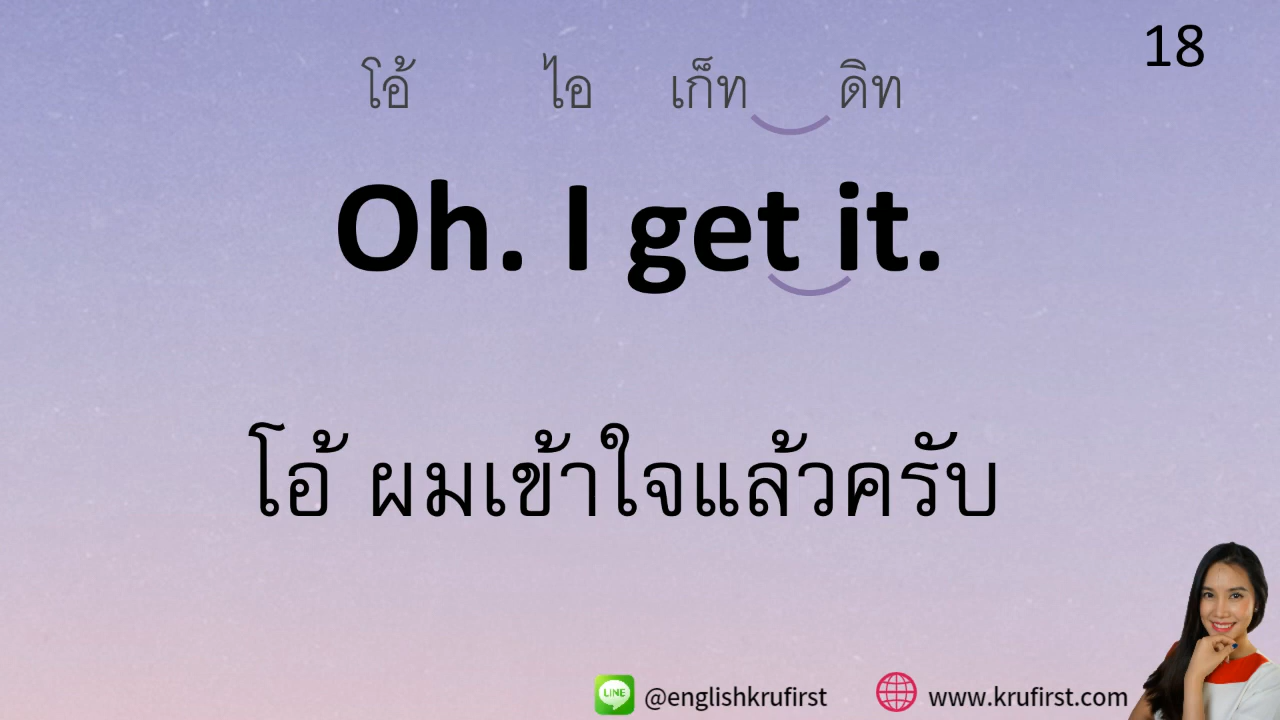 18
โอ้ ไอ เก็ท ดิท
Oh. I get it.
โอ้ ผมเข้าใจแล้วครับ
LINE @englishkrufirst www.krufirst.com